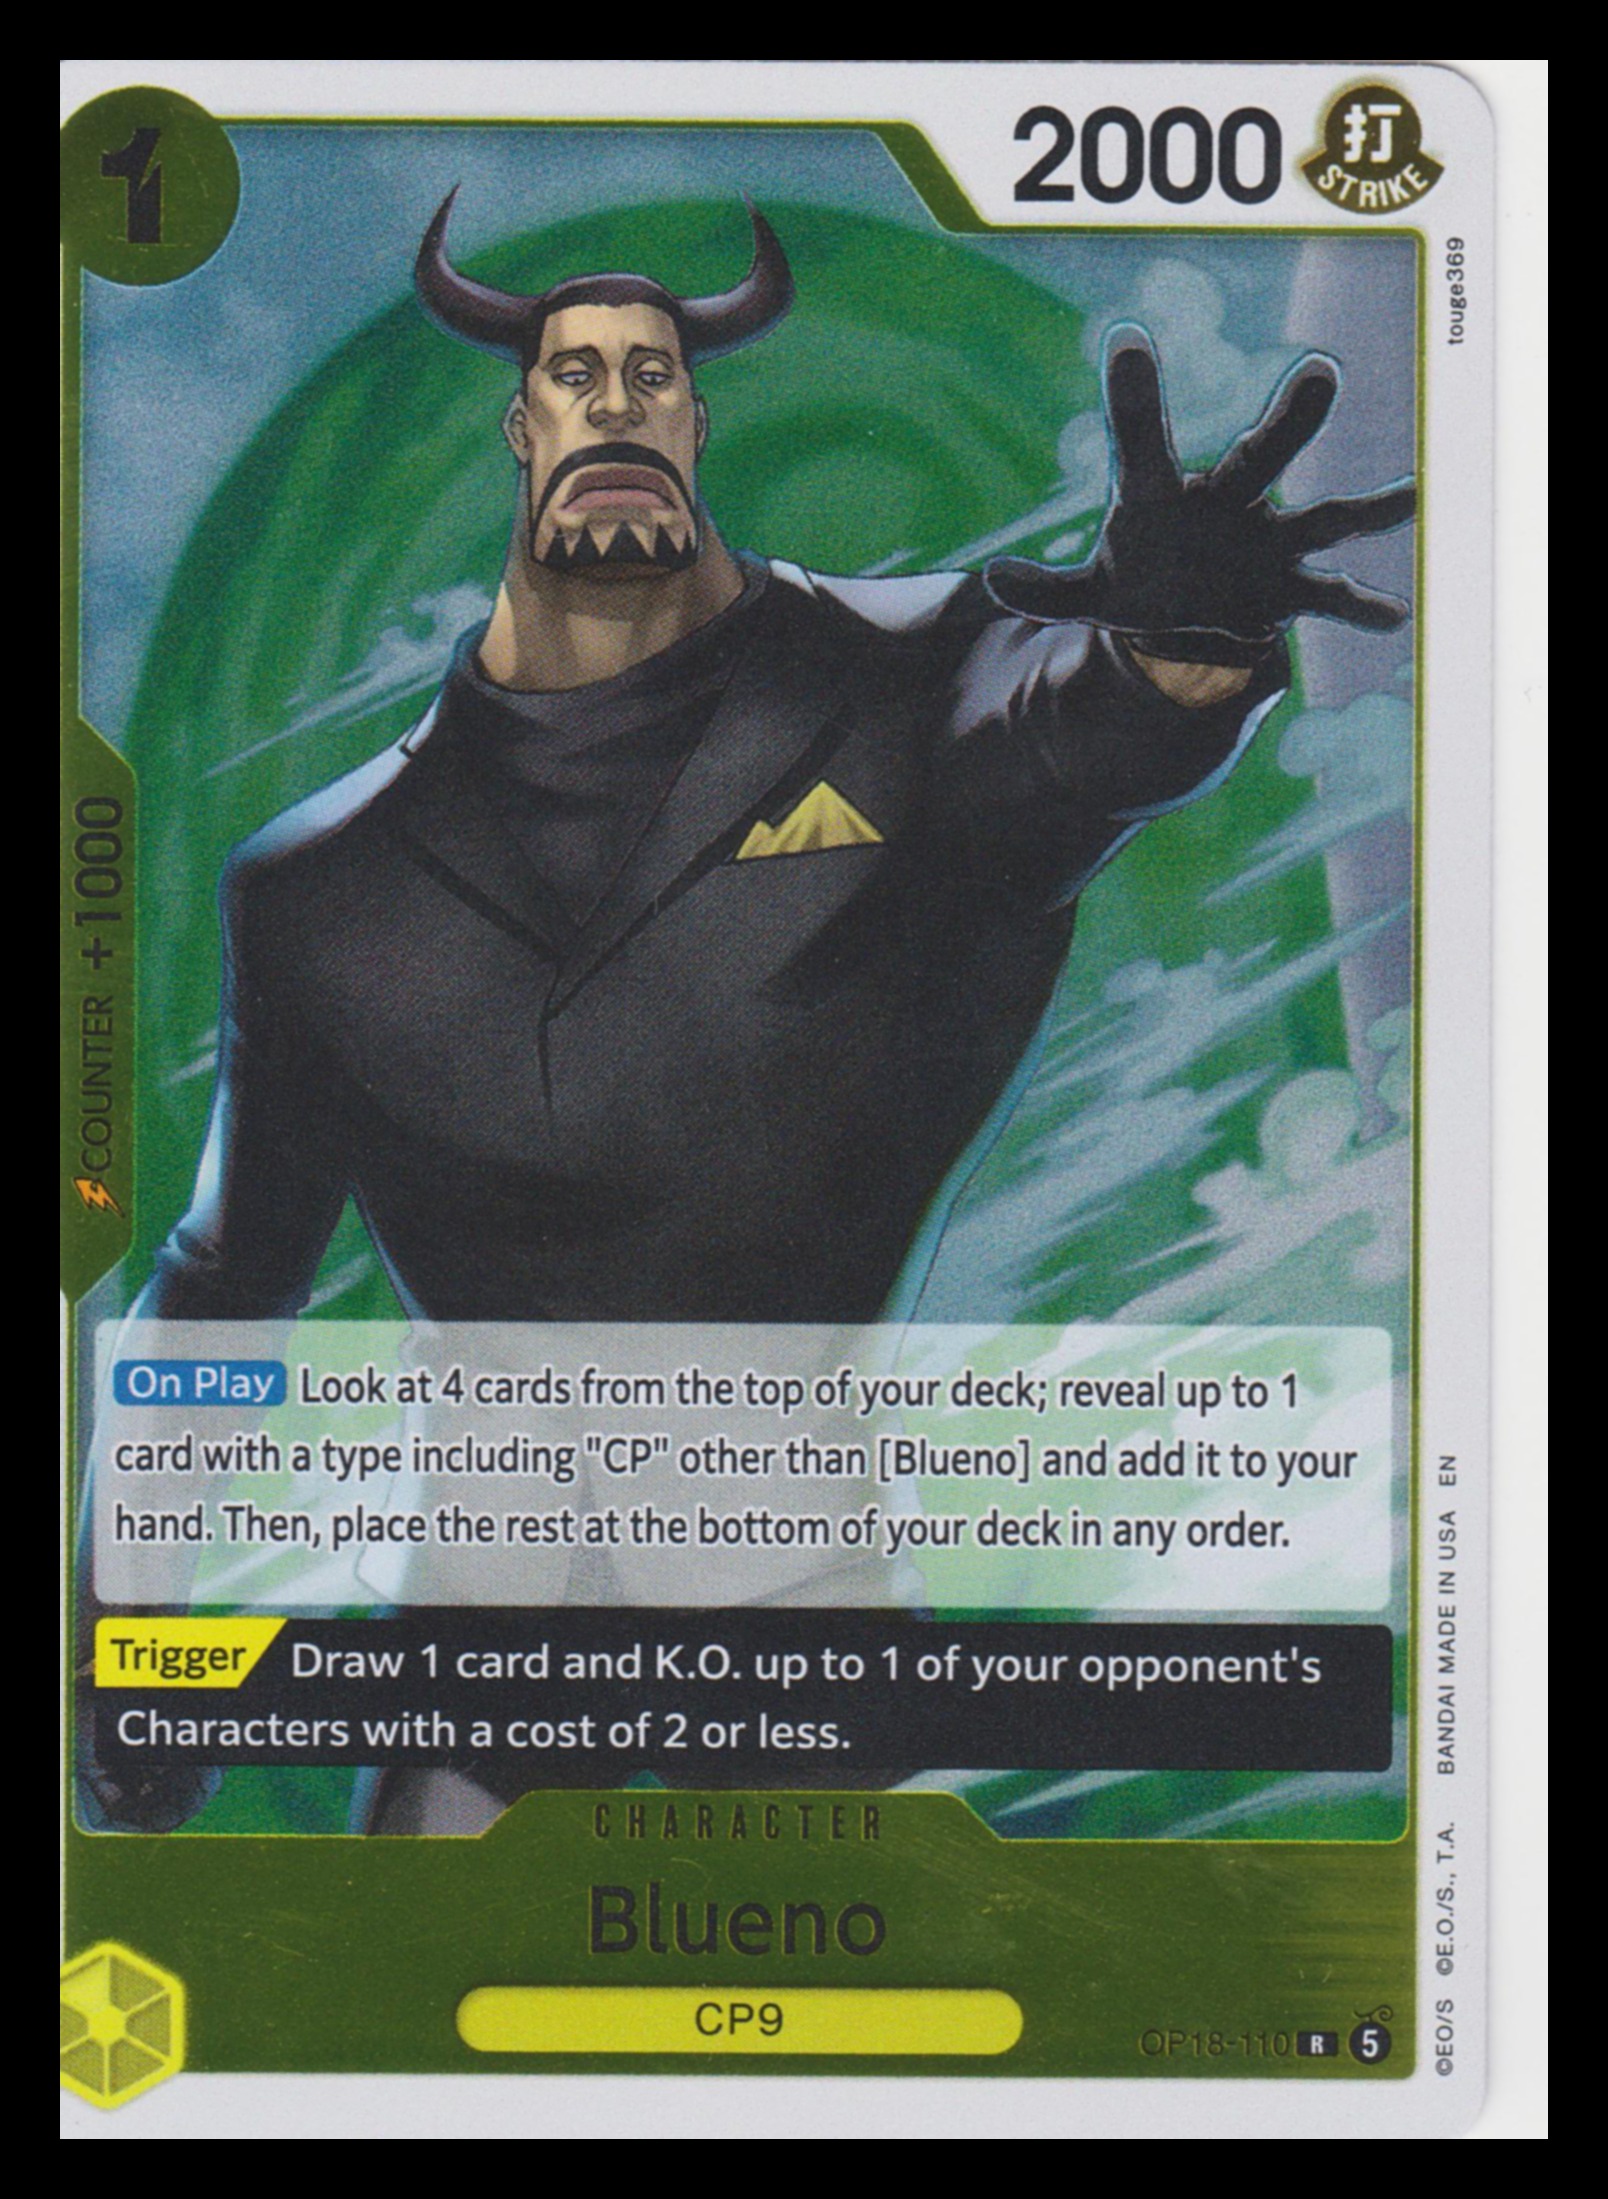 1
2000
打
STRIKE
touge369
COUNTER +1000
On Play Look at 4 cards from the top of your deck; reveal up to 1
card with a type including "CP" other than [Blueno] and add it to your
hand. Then, place the rest at the bottom of your deck in any order.
Trigger Draw 1 card and K.O. up to 1 of your opponent's
Characters with a cost of 2 or less.
CHARACTER
Blueno
CP9
OP18-110 R 5
©EO/S ©E.O./S., T.A. BANDAI MADE IN USA EN